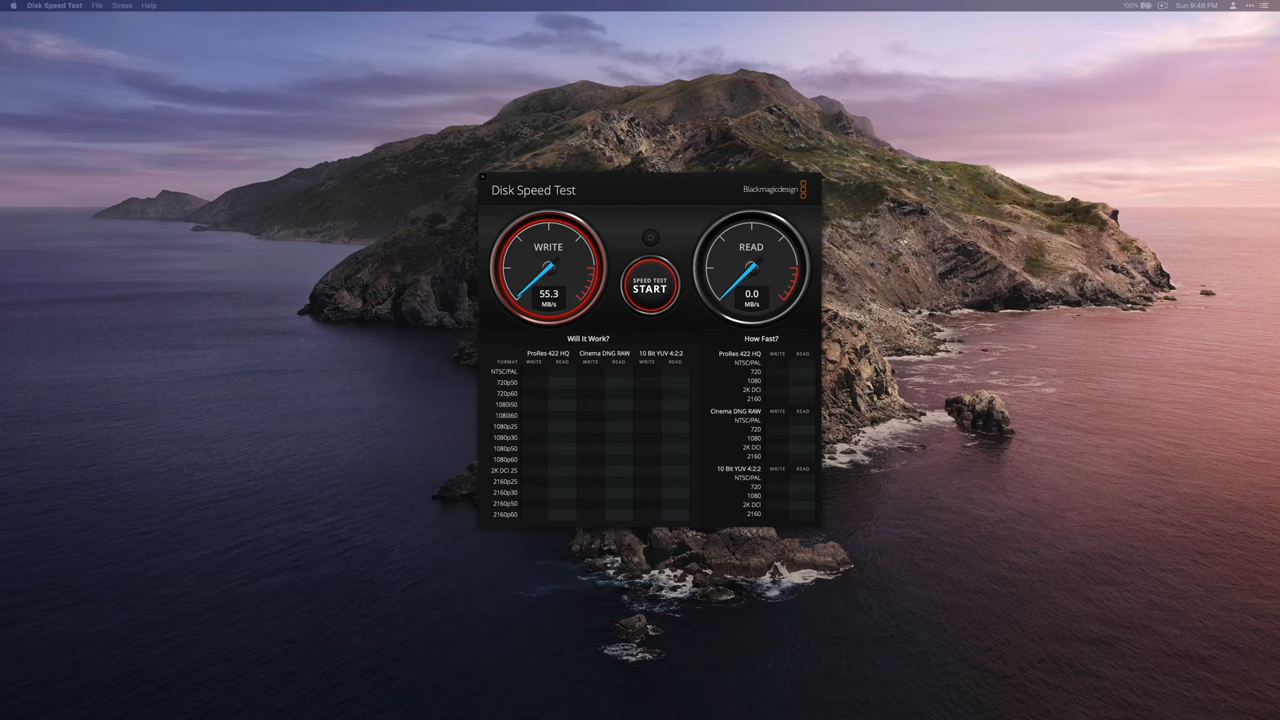 Disk Speed Test File Stress Help 100% Sun 9:46 PM
Disk Speed Test Blackmagicdesign
WRITE
55.3
MB/s
SPEED TEST
START
READ
0.0
MB/s
Will It Work?
ProRes 422 HQ Cinema DNG RAW 10 Bit YUV 4:2:2
FORMAT WRITE READ WRITE READ WRITE READ
NTSC/PAL
720p50
720p60
1080i50
1080i60
1080p25
1080p30
1080p50
1080p60
2K DCI 25
2160p25
2160p30
2160p50
2160p60
How Fast?
ProRes 422 HQ WRITE READ
NTSC/PAL
720
1080
2K DCI
2160
Cinema DNG RAW WRITE READ
NTSC/PAL
720
1080
2K DCI
2160
10 Bit YUV 4:2:2 WRITE READ
NTSC/PAL
720
1080
2K DCI
2160